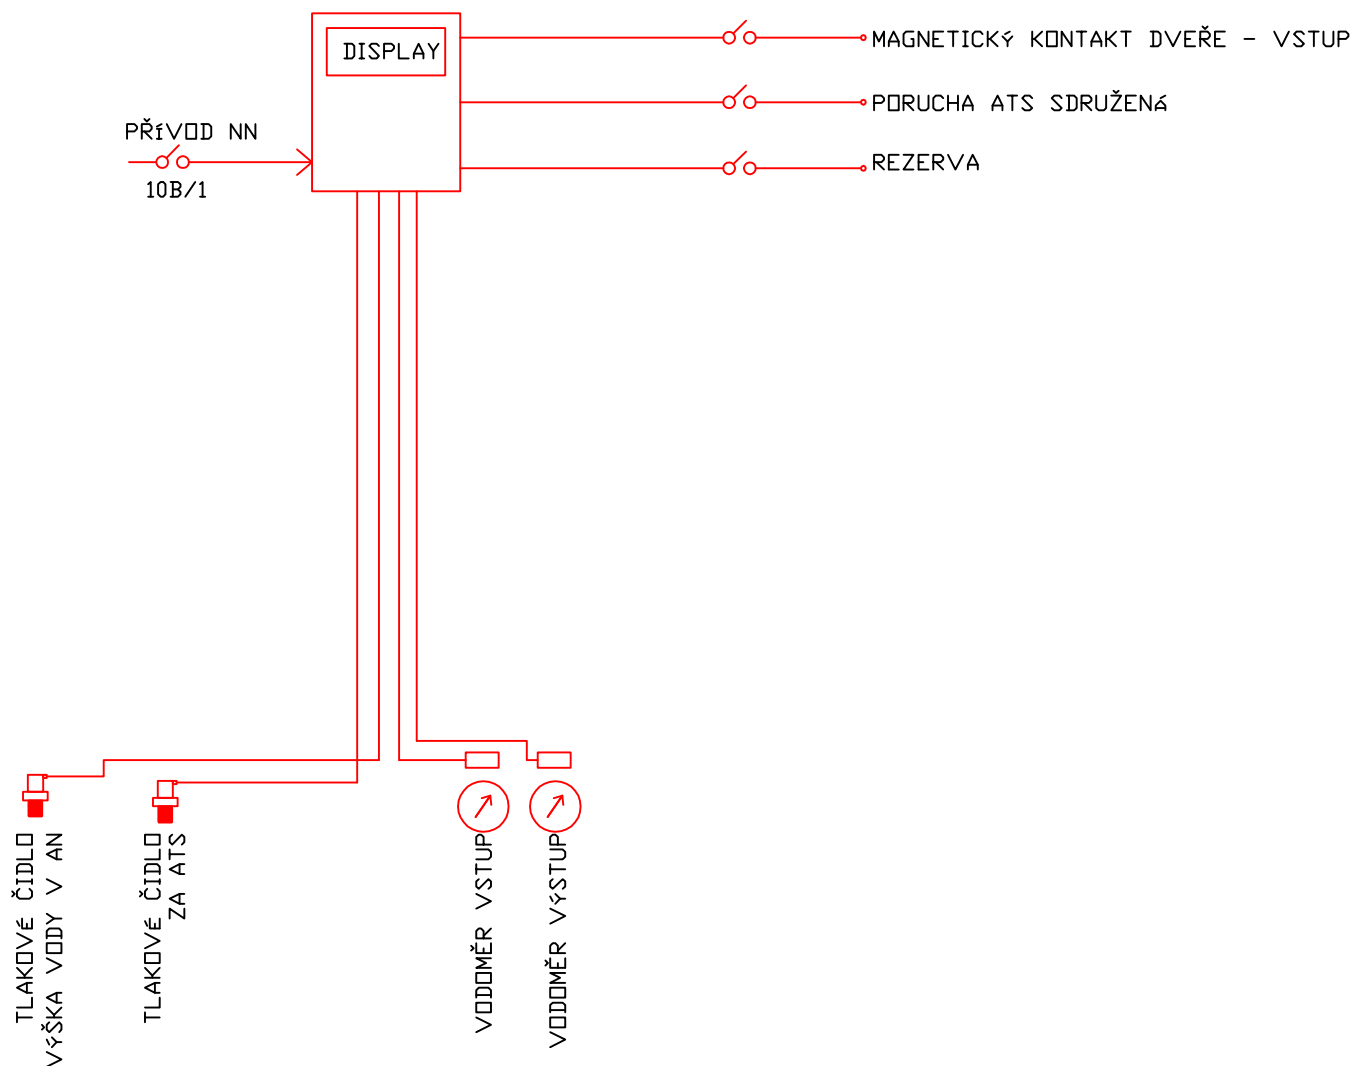 DISPLAY
MAGNETICKÝ KONTAKT DVEŘE - VSTUP
PORUCHA ATS SDRUŽENÁ
PŘÍVOD NN
REZERVA
10B/1
TLAKOVÉ ČIDLO
VÝŠKA VODY V AN
TLAKOVÉ ČIDLO
ZA ATS
VODOMĚR VSTUP
VODOMĚR VÝSTUP